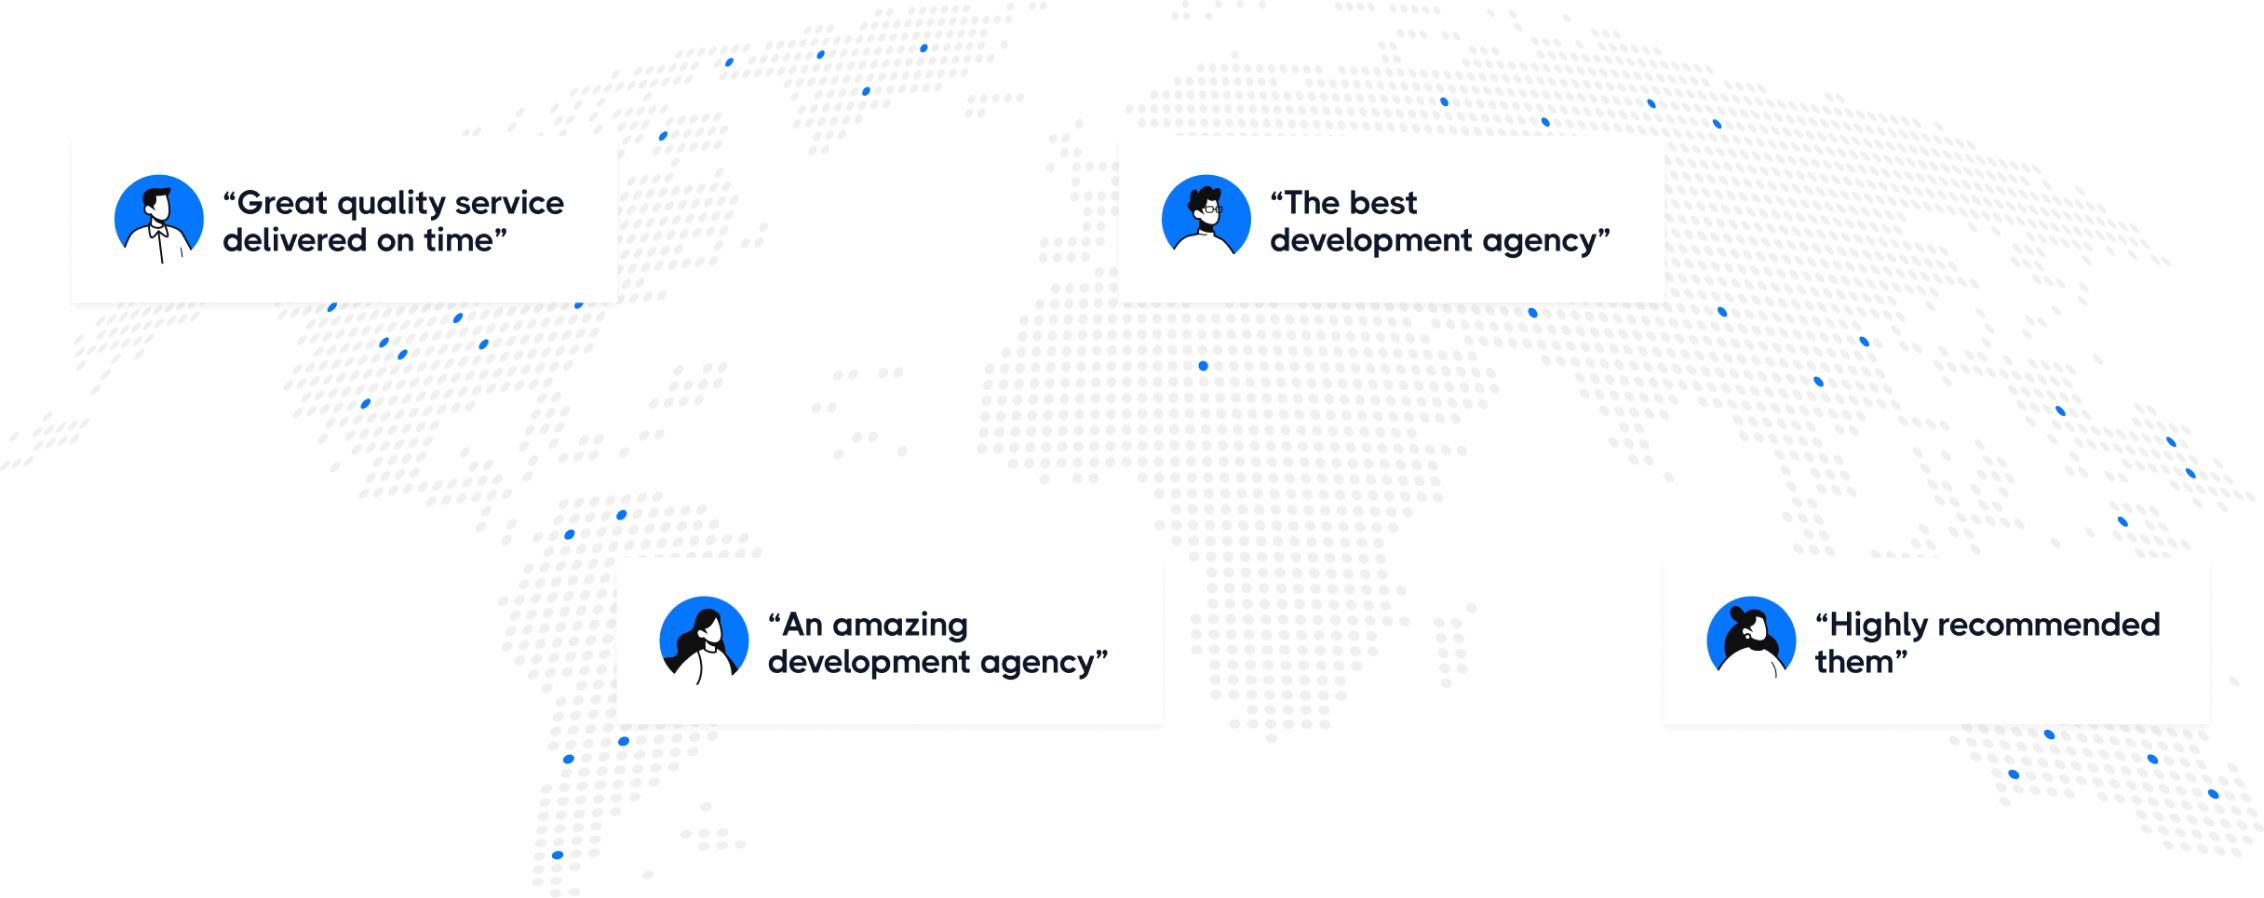 “Great quality service
delivered on time”
“The best
development agency”
“An amazing
development agency”
“Highly recommended
them”